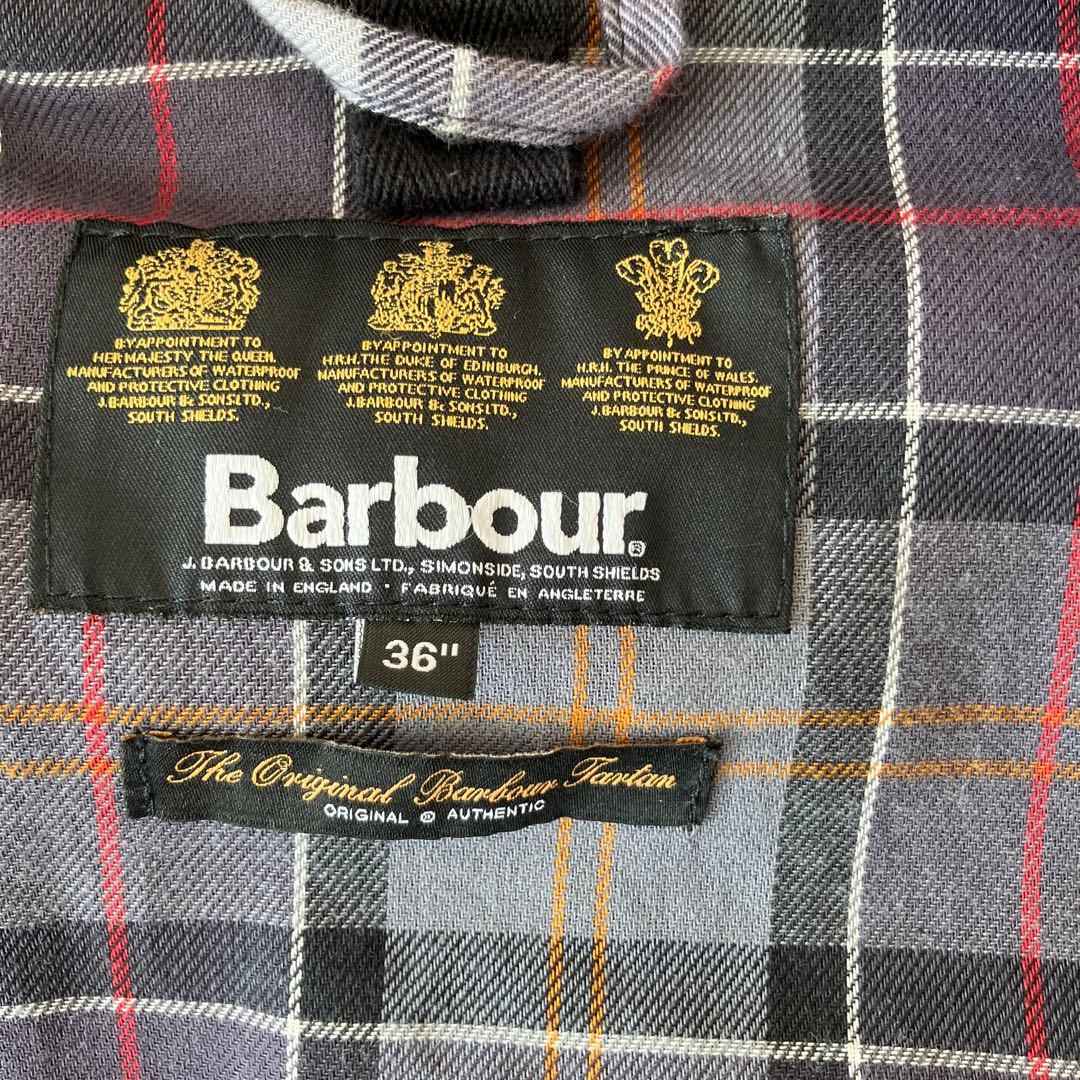 BY APPOINTMENT TO
HER MAJESTY THE QUEEN.
MANUFACTURERS OF WATERPROOF
AND PROTECTIVE CLOTHING
J.BARBOUR & SONS LTD.,
SOUTH SHIELDS.
BY APPOINTMENT TO
H.R.H. THE DUKE OF EDINBURGH.
MANUFACTURERS OF WATERPROOF
AND PROTECTIVE CLOTHING
J.BARBOUR & SONS LTD.,
SOUTH SHIELDS.
BY APPOINTMENT TO
H.R.H. THE PRINCE OF WALES.
MANUFACTURERS OF WATERPROOF
AND PROTECTIVE CLOTHING
J.BARBOUR & SONS LTD.,
SOUTH SHIELDS.
Barbour®
J. BARBOUR & SONS LTD., SIMONSIDE, SOUTH SHIELDS
MADE IN ENGLAND · FABRIQUÉ EN ANGLETERRE
36"
The Original Barbour Tartan
ORIGINAL ® AUTHENTIC